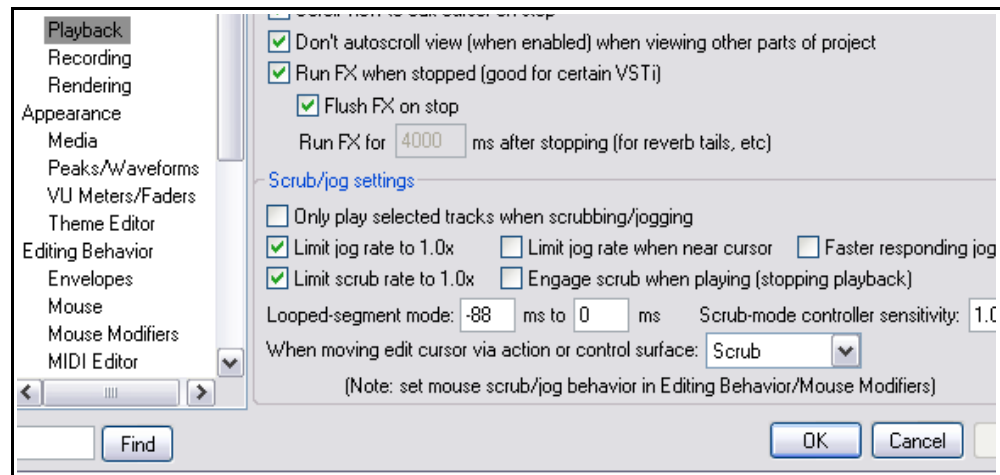 Playback
Recording
Rendering
Appearance
Media
Peaks/Waveforms
VU Meters/Faders
Theme Editor
Editing Behavior
Envelopes
Mouse
Mouse Modifiers
MIDI Editor
Find
Don't autoscroll view (when enabled) when viewing other parts of project
Run FX when stopped (good for certain VSTi)
Flush FX on stop
Run FX for 4000 ms after stopping (for reverb tails, etc)
Scrub/jog settings
Only play selected tracks when scrubbing/jogging
Limit jog rate to 1.0x Limit jog rate when near cursor Faster responding jog
Limit scrub rate to 1.0x Engage scrub when playing (stopping playback)
Looped-segment mode: -88 ms to 0 ms Scrub-mode controller sensitivity: 1.0
When moving edit cursor via action or control surface: Scrub
(Note: set mouse scrub/jog behavior in Editing Behavior/Mouse Modifiers)
OK Cancel